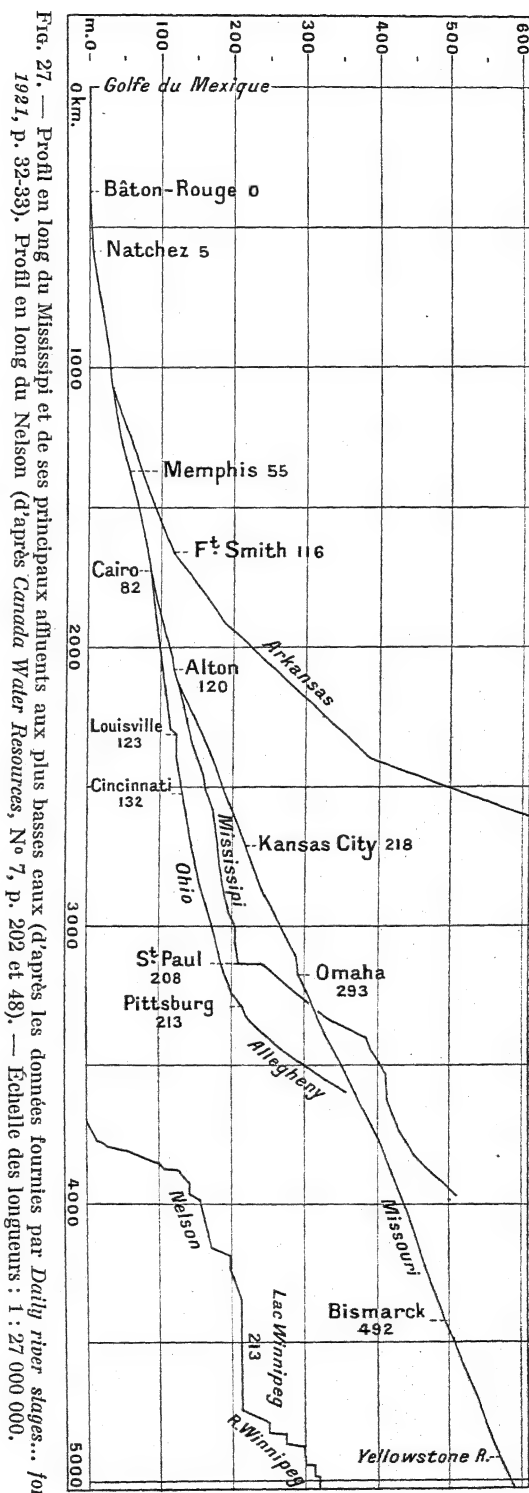 m.0
100
200
300
400
500
600
0 km.
Golfe du Mexique
Bâton-Rouge 0
Natchez 5
1000
Memphis 55
Ft. Smith 116
Cairo
82
2000
Alton
120
Arkansas
Louisville
123
Cincinnati
132
Mississipi
Kansas City 218
Ohio
3000
St. Paul
208
Omaha
293
Pittsburg
213
Allegheny
4000
Nelson
Missouri
Bismarck
492
Lac Winnipeg
213
R. Winnipeg
Yellowstone R.
5000
Fig. 27. — Profil en long du Mississipi et de ses principaux affluents aux plus basses eaux (d'après les données fournies par Daily river stages... for
1921, p. 32-33). Profil en long du Nelson (d'après Canada Water Resources, No 7, p. 202 et 48). — Échelle des longueurs : 1 : 27 000 000.